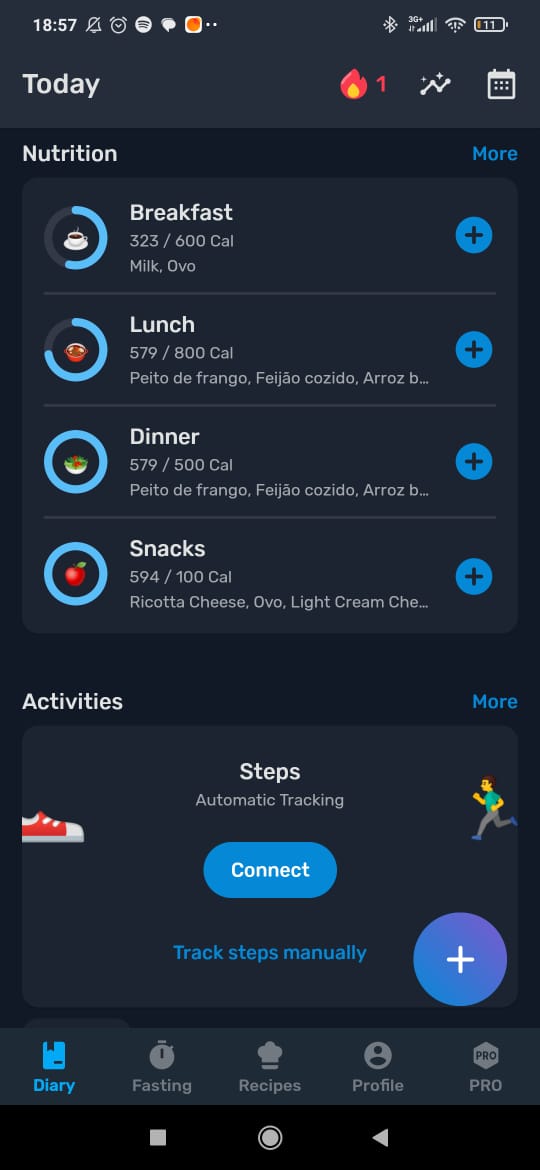 18:57
3G+
11
Today
1
Nutrition
More
Breakfast
323 / 600 Cal
Milk, Ovo
Lunch
579 / 800 Cal
Peito de frango, Feijão cozido, Arroz b…
Dinner
579 / 500 Cal
Peito de frango, Feijão cozido, Arroz b…
Snacks
594 / 100 Cal
Ricotta Cheese, Ovo, Light Cream Che…
Activities
More
Steps
Automatic Tracking
Connect
Track steps manually
Diary
Fasting
Recipes
Profile
PRO
PRO